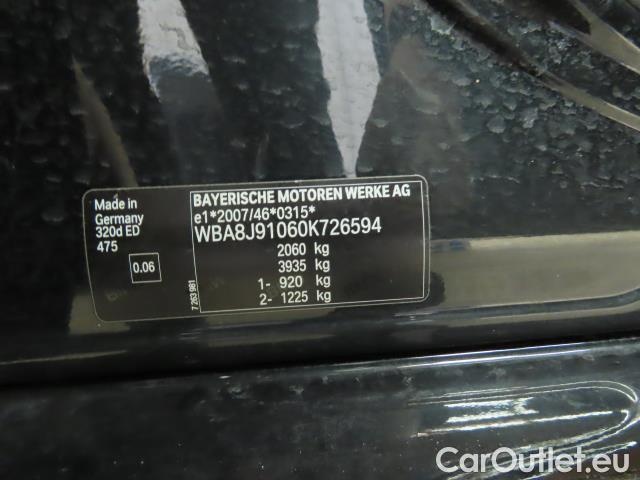 Made in
Germany
320d ED
475
0.06
7 263 981
BAYERISCHE MOTOREN WERKE AG
e1*2007/46*0315*
WBA8J91060K726594
2060 kg
3935 kg
1- 920 kg
2- 1225 kg
CarOutlet.eu